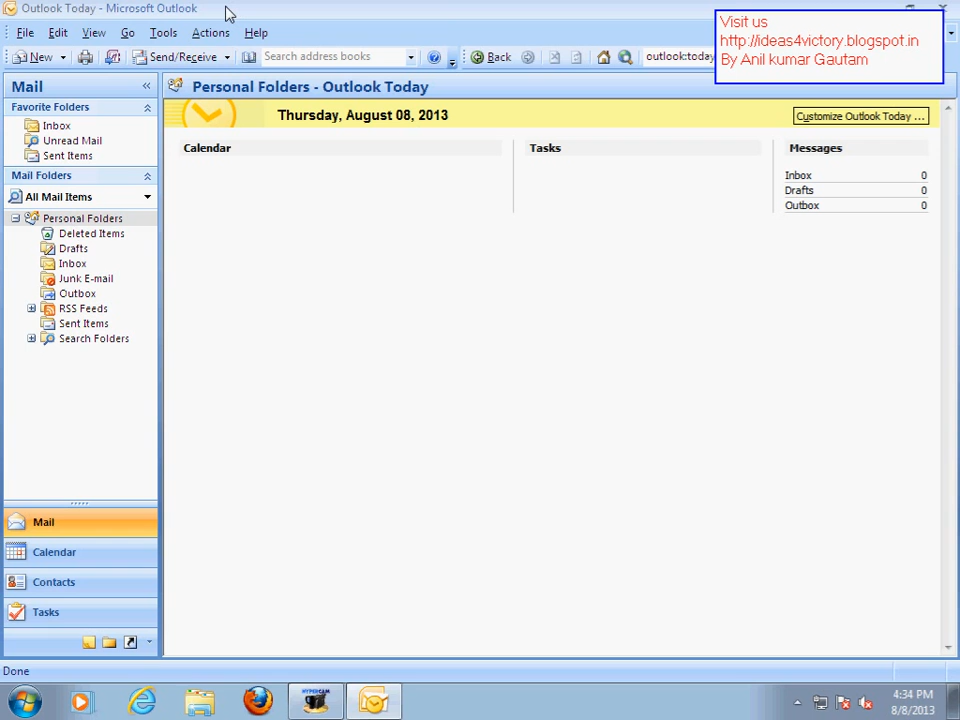 Outlook Today - Microsoft Outlook
File Edit View Go Tools Actions Help
New Send/Receive Search address books Back outlook:today
Visit us
http://ideas4victory.blogspot.in
By Anil kumar Gautam
Mail «
Personal Folders - Outlook Today
Favorite Folders
Inbox
Unread Mail
Sent Items
Mail Folders
All Mail Items
Personal Folders
Deleted Items
Drafts
Inbox
Junk E-mail
Outbox
RSS Feeds
Sent Items
Search Folders
Thursday, August 08, 2013
Customize Outlook Today ...
Calendar
Tasks
Messages
Inbox 0
Drafts 0
Outbox 0
Mail
Calendar
Contacts
Tasks
Done
HYPERCAM
4:34 PM
8/8/2013